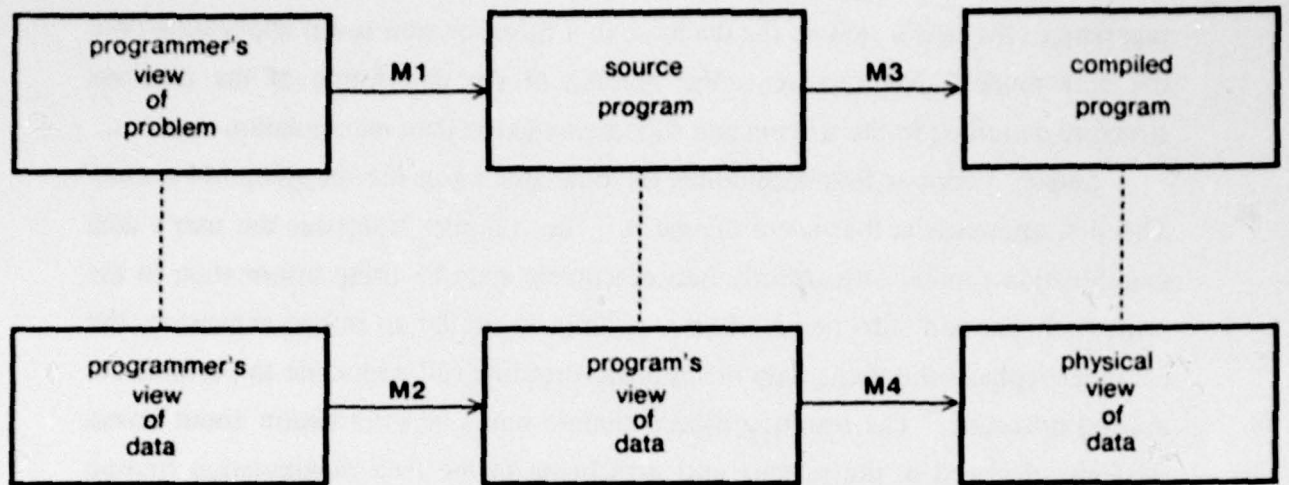 programmer's
view
of
problem
M1
source
program
M3
compiled
program
programmer's
view
of
data
M2
program's
view
of
data
M4
physical
view
of
data